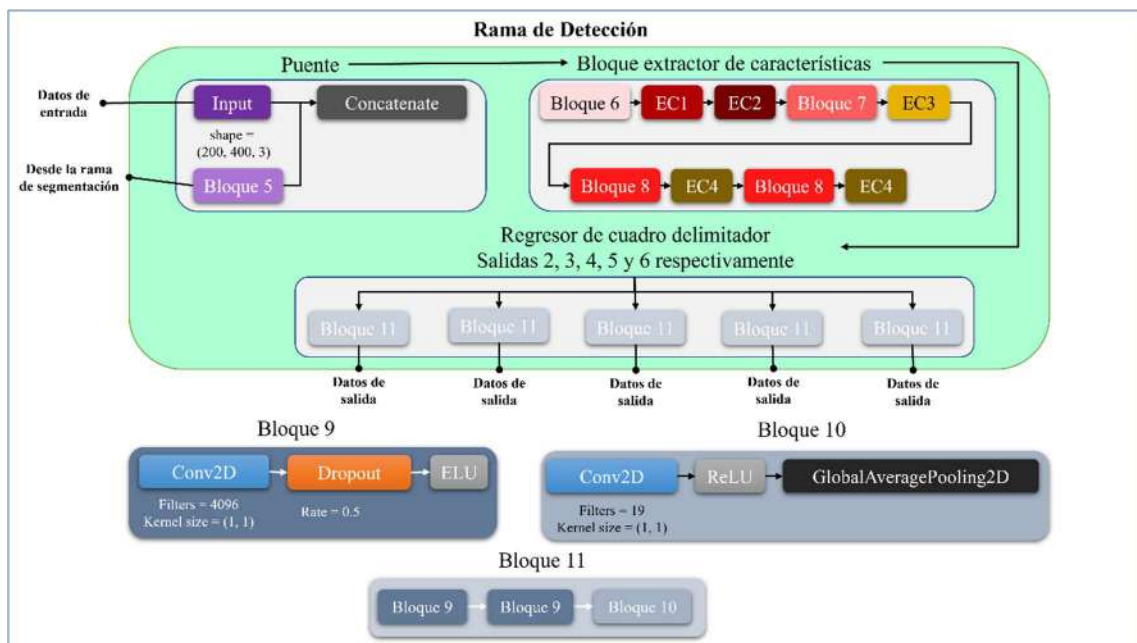 Rama de Detección
Puente
Bloque extractor de características
Datos de
entrada
Input
Concatenate
shape =
(200, 400, 3)
Desde la rama
de segmentación
Bloque 5
Bloque 6
EC1
EC2
Bloque 7
EC3
Bloque 8
EC4
Bloque 8
EC4
Regresor de cuadro delimitador
Salidas 2, 3, 4, 5 y 6 respectivamente
Bloque 11
Bloque 11
Bloque 11
Bloque 11
Bloque 11
Datos de
salida
Datos de
salida
Datos de
salida
Datos de
salida
Datos de
salida
Bloque 9
Conv2D
Dropout
ELU
Filters = 4096
Kernel size = (1, 1)
Rate = 0.5
Bloque 10
Conv2D
ReLU
GlobalAveragePooling2D
Filters = 19
Kernel size = (1, 1)
Bloque 11
Bloque 9
Bloque 9
Bloque 10